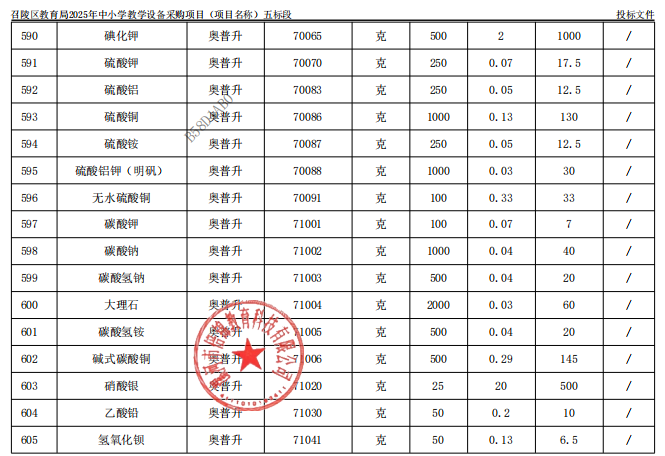 召陵区教育局2025年中小学教学设备采购项目（项目名称）五标段 投标文件
590 碘化钾 奥普升 70065 克 500 2 1000 /
591 硫酸钾 奥普升 70070 克 250 0.07 17.5 /
592 硫酸铝 奥普升 70083 克 250 0.05 12.5 /
593 硫酸铜 奥普升 70086 克 1000 0.13 130 /
594 硫酸铵 奥普升 70087 克 250 0.05 12.5 /
595 硫酸铝钾（明矾） 奥普升 70088 克 1000 0.03 30 /
596 无水硫酸铜 奥普升 70091 克 100 0.33 33 /
597 碳酸钾 奥普升 71001 克 100 0.07 7 /
598 碳酸钠 奥普升 71002 克 1000 0.04 40 /
599 碳酸氢钠 奥普升 71003 克 500 0.04 20 /
600 大理石 奥普升 71004 克 2000 0.03 60 /
601 碳酸氢铵 奥普升 71005 克 500 0.04 20 /
602 碱式碳酸铜 奥普升 71006 克 500 0.29 145 /
603 硝酸银 奥普升 71020 克 25 20 500 /
604 乙酸铅 奥普升 71030 克 50 0.2 10 /
605 氢氧化钡 奥普升 71041 克 50 0.13 6.5 /